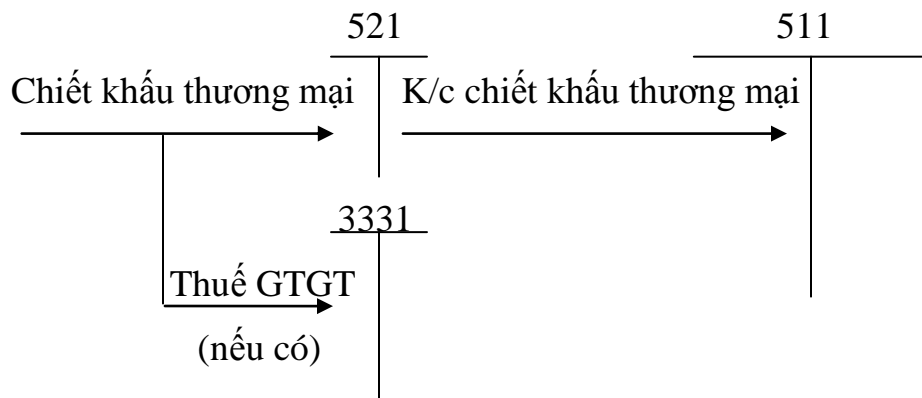 521
511
Chiết khấu thương mại
K/c chiết khấu thương mại
3331
Thuế GTGT
(nếu có)